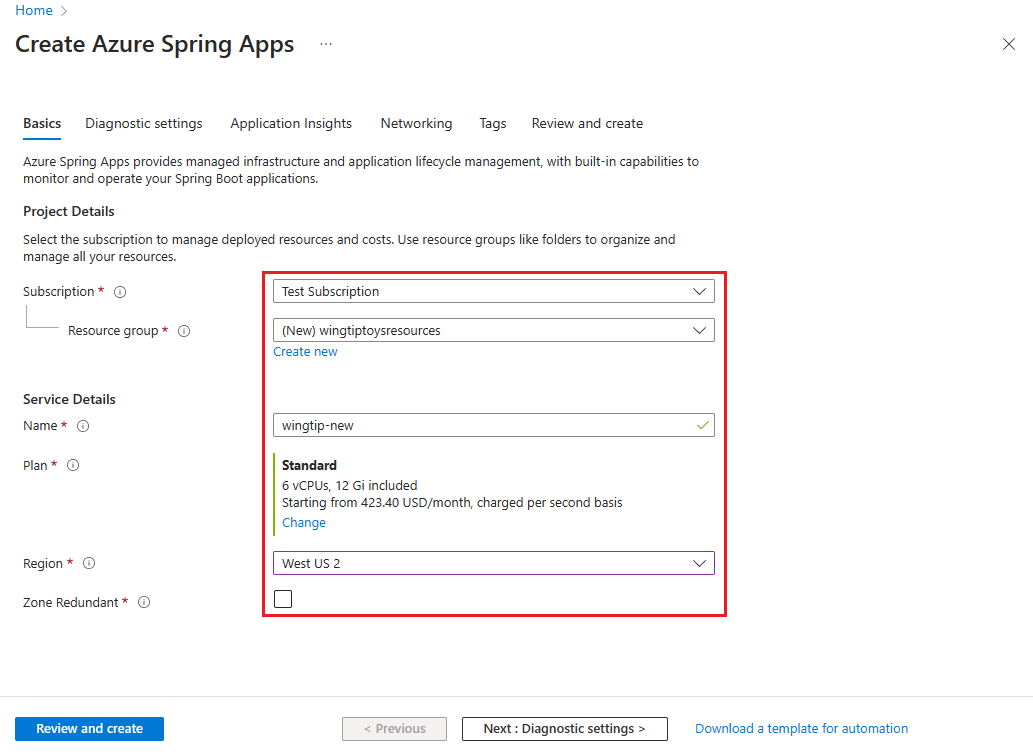 Home >
Create Azure Spring Apps ...
Basics Diagnostic settings Application Insights Networking Tags Review and create
Azure Spring Apps provides managed infrastructure and application lifecycle management, with built-in capabilities to
monitor and operate your Spring Boot applications.
Project Details
Select the subscription to manage deployed resources and costs. Use resource groups like folders to organize and
manage all your resources.
Subscription * Test Subscription
Resource group * (New) wingtiptoysresources
Create new
Service Details
Name * wingtip-new
Plan * Standard
6 vCPUs, 12 Gi included
Starting from 423.40 USD/month, charged per second basis
Change
Region * West US 2
Zone Redundant *
Review and create < Previous Next : Diagnostic settings > Download a template for automation